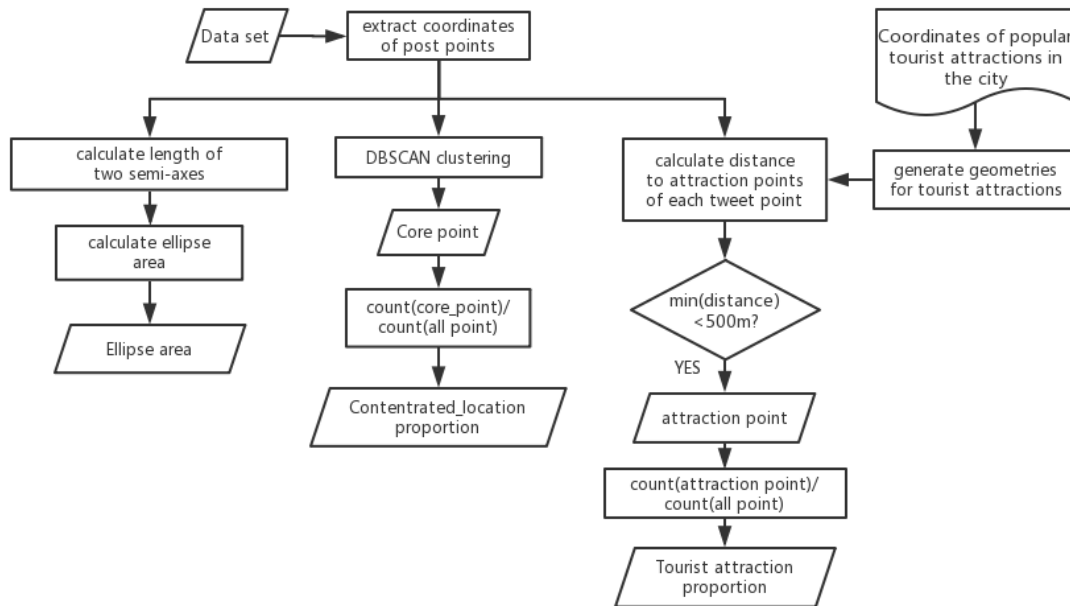 Data set
extract coordinates
of post points
Coordinates of popular
tourist attractions in
the city
calculate length of
two semi-axes
DBSCAN clustering
calculate distance
to attraction points
of each tweet point
generate geometries
for tourist attractions
calculate ellipse
area
Core point
min(distance)
<500m?
count(core_point)/
count(all point)
Ellipse area
YES
Contentrated_location
proportion
attraction point
count(attraction point)/
count(all point)
Tourist attraction
proportion